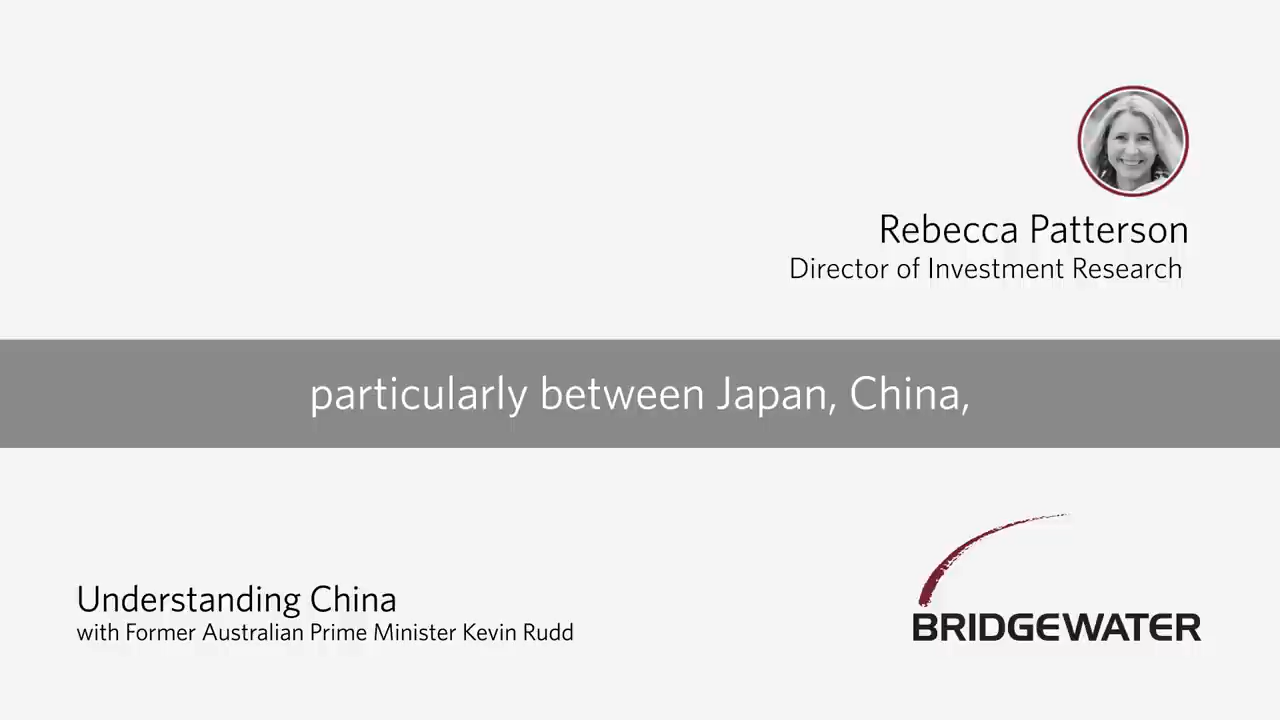 Rebecca Patterson
Director of Investment Research
particularly between Japan, China,
Understanding China
with Former Australian Prime Minister Kevin Rudd
BRIDGEWATER